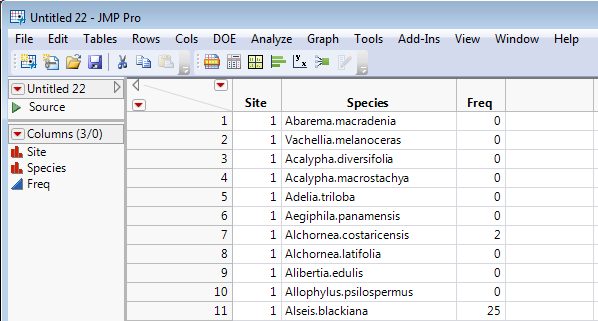 Untitled 22 - JMP Pro
File Edit Tables Rows Cols DOE Analyze Graph Tools Add-Ins View Window Help
Untitled 22
Source
Columns (3/0)
Site
Species
Freq
Site Species Freq
1 1 Abarema.macradenia 0
2 1 Vachellia.melanoceras 0
3 1 Acalypha.diversifolia 0
4 1 Acalypha.macrostachya 0
5 1 Adelia.triloba 0
6 1 Aegiphila.panamensis 0
7 1 Alchornea.costaricensis 2
8 1 Alchornea.latifolia 0
9 1 Alibertia.edulis 0
10 1 Allophylus.psilospermus 0
11 1 Alseis.blackiana 25